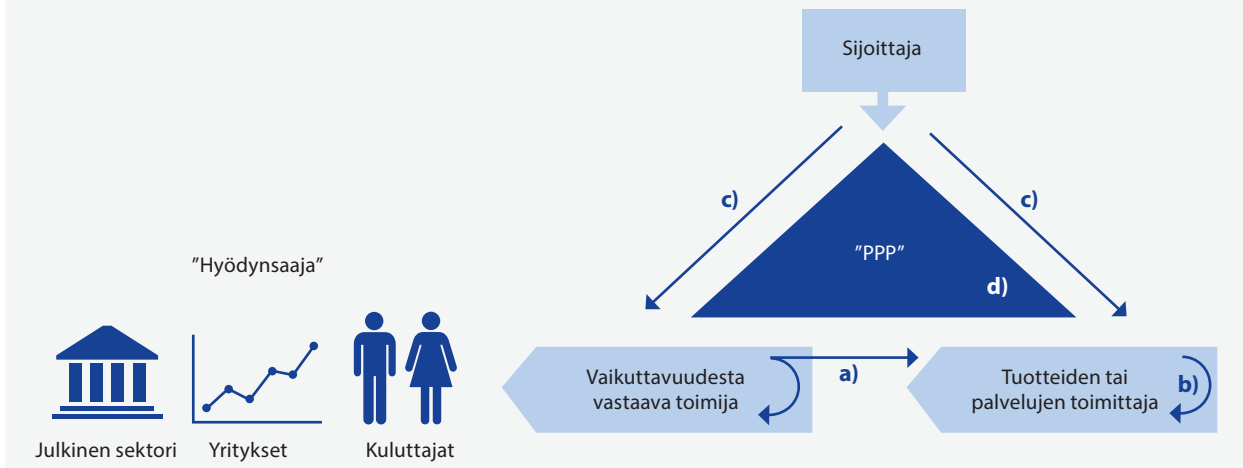 Sijoittaja
c)
c)
"Hyödynsaaja"
"PPP"
d)
Vaikuttavuudesta
vastaava toimija
a)
Tuotteiden tai
palvelujen toimittaja
b)
Julkinen sektori
Yritykset
Kuluttajat